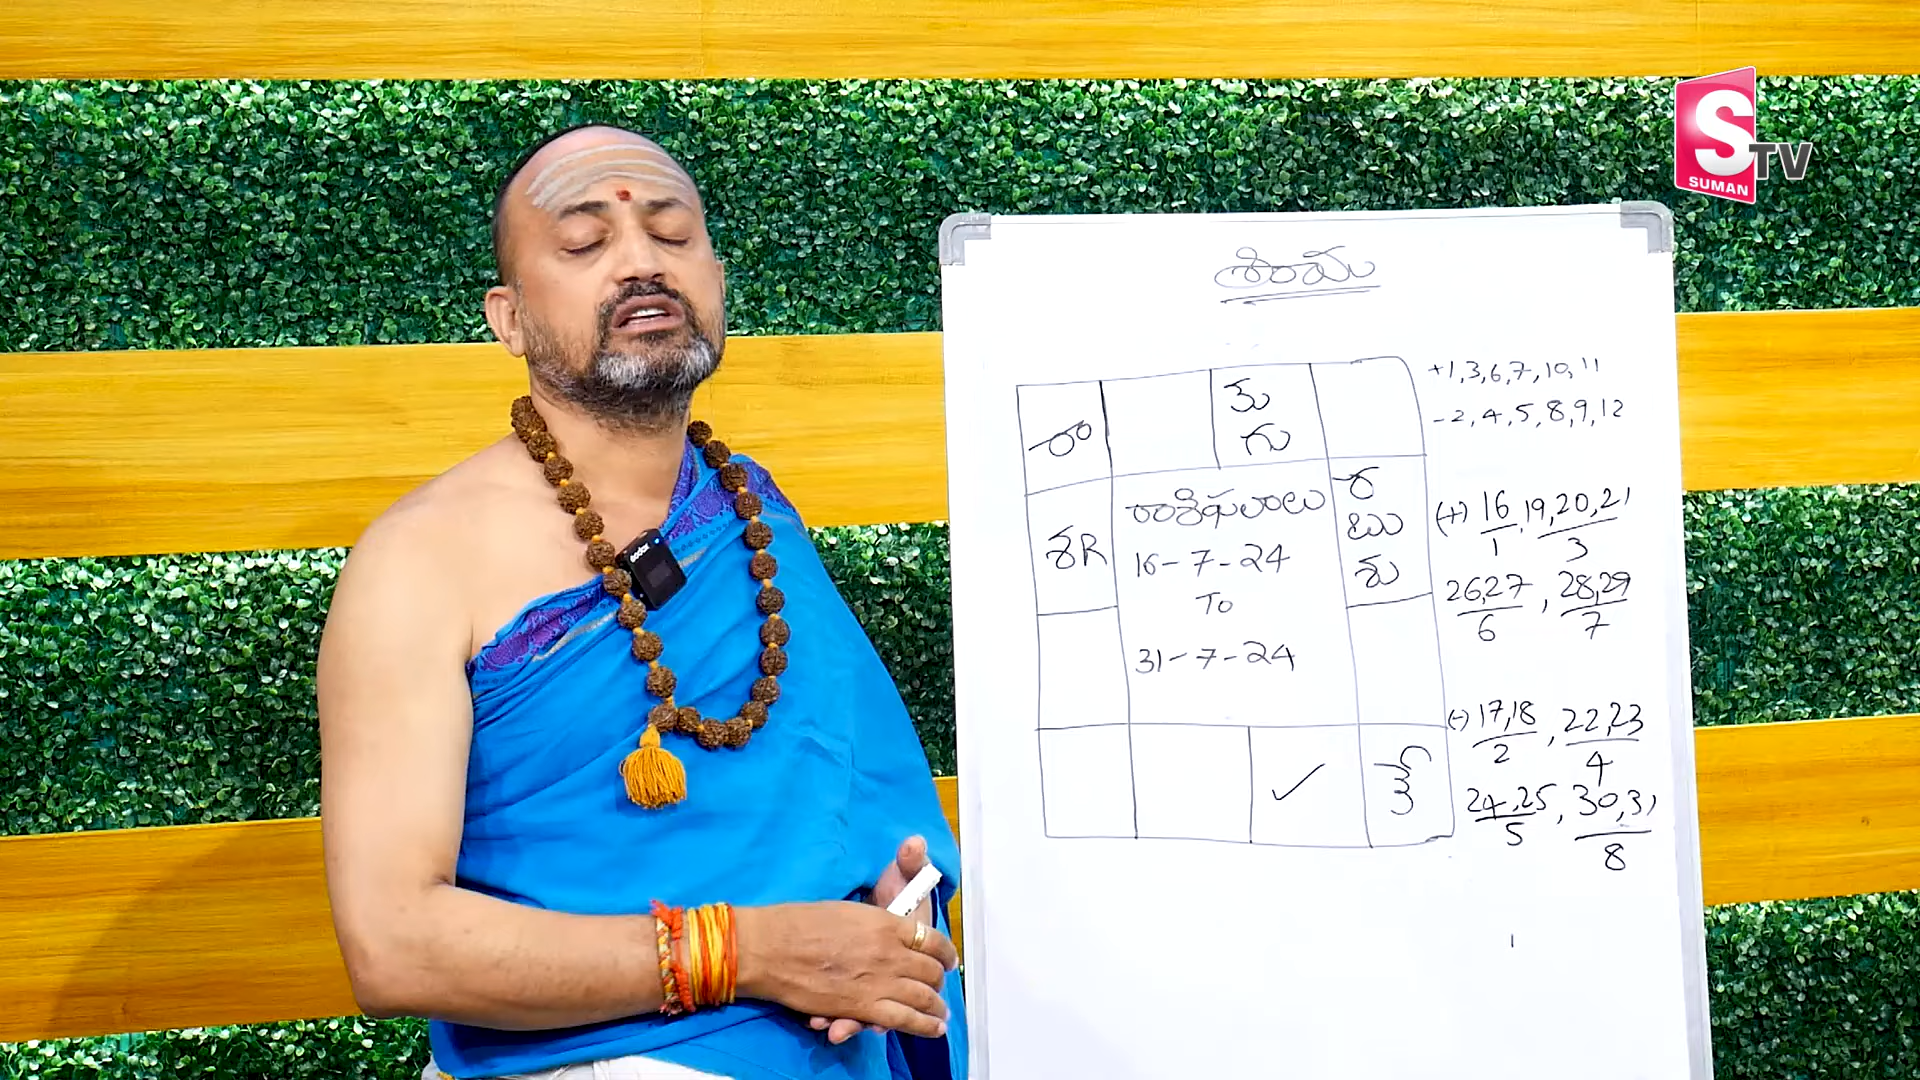 S
TV
SUMAN
శ్రీరామ
+1,3,6,7,10,11
-2,4,5,8,9,12
కు
గు
రా
రాశిఫలాలు
16-7-24
To
31-7-24
ర
బు
శు
శR
కే
(+) 16, 19,20,21
1 3
26,27, 28,29
6 7
(-) 17,18, 22,23
2 4
24,25, 30,31
5 8